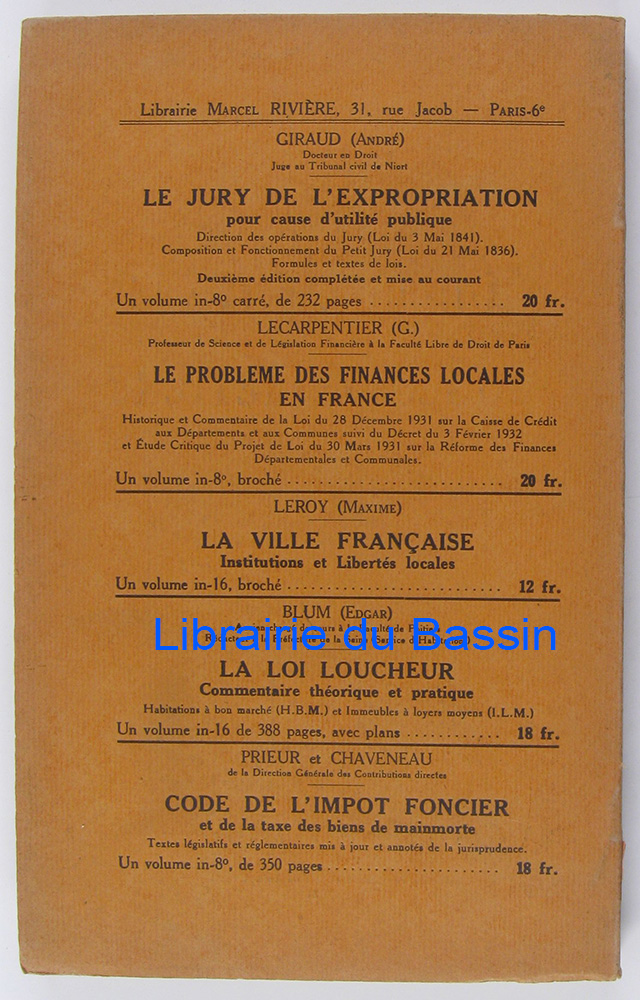 Librairie MARCEL RIVIÈRE, 31, rue Jacob — PARIS-6e
GIRAUD (ANDRÉ)
Docteur en Droit
Juge au Tribunal civil de Niort
LE JURY DE L'EXPROPRIATION
pour cause d'utilité publique
Direction des opérations du Jury (Loi du 3 Mai 1841).
Composition et Fonctionnement du Petit Jury (Loi du 21 Mai 1836).
Formules et textes de lois.
Deuxième édition complétée et mise au courant
Un volume in-8º carré, de 232 pages ................. 20 fr.
LECARPENTIER (G.)
Professeur de Science et de Législation Financière à la Faculté Libre de Droit de Paris
LE PROBLEME DES FINANCES LOCALES
EN FRANCE
Historique et Commentaire de la Loi du 28 Décembre 1931 sur la Caisse de Crédit
aux Départements et aux Communes suivi du Décret du 3 Février 1932
et Étude Critique du Projet de Loi du 30 Mars 1931 sur la Réforme des Finances
Départementales et Communales.
Un volume in-8º, broché ........................... 20 fr.
LEROY (MAXIME)
LA VILLE FRANÇAISE
Institutions et Libertés locales
Un volume in-16, broché ........................... 12 fr.
BLUM (EDGAR)
Librairie du Bassin
LA LOI LOUCHEUR
Commentaire théorique et pratique
Habitations à bon marché (H.B.M.) et Immeubles à loyers moyens (I.L.M.)
Un volume in-16 de 388 pages, avec plans ............ 18 fr.
PRIEUR et CHAVENEAU
de la Direction Générale des Contributions directes
CODE DE L'IMPOT FONCIER
et de la taxe des biens de mainmorte
Textes législatifs et réglementaires mis à jour et annotés de la jurisprudence.
Un volume in-8º, de 350 pages ...................... 18 fr.